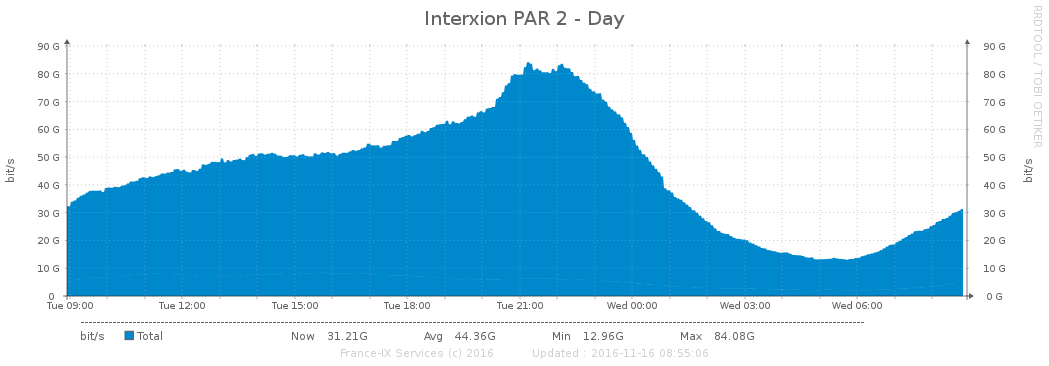 Interxion PAR 2 - Day
RRDTOOL / TOBI OETIKER
90 G 90 G
80 G 80 G
70 G 70 G
60 G 60 G
50 G 50 G
40 G 40 G
30 G 30 G
20 G 20 G
10 G 10 G
0 0 G
bit/s bit/s
Tue 09:00 Tue 12:00 Tue 15:00 Tue 18:00 Tue 21:00 Wed 00:00 Wed 03:00 Wed 06:00
bit/s Total Now 31.21G Avg 44.36G Min 12.96G Max 84.08G
France-IX Services (c) 2016 Updated : 2016-11-16 08:55:06